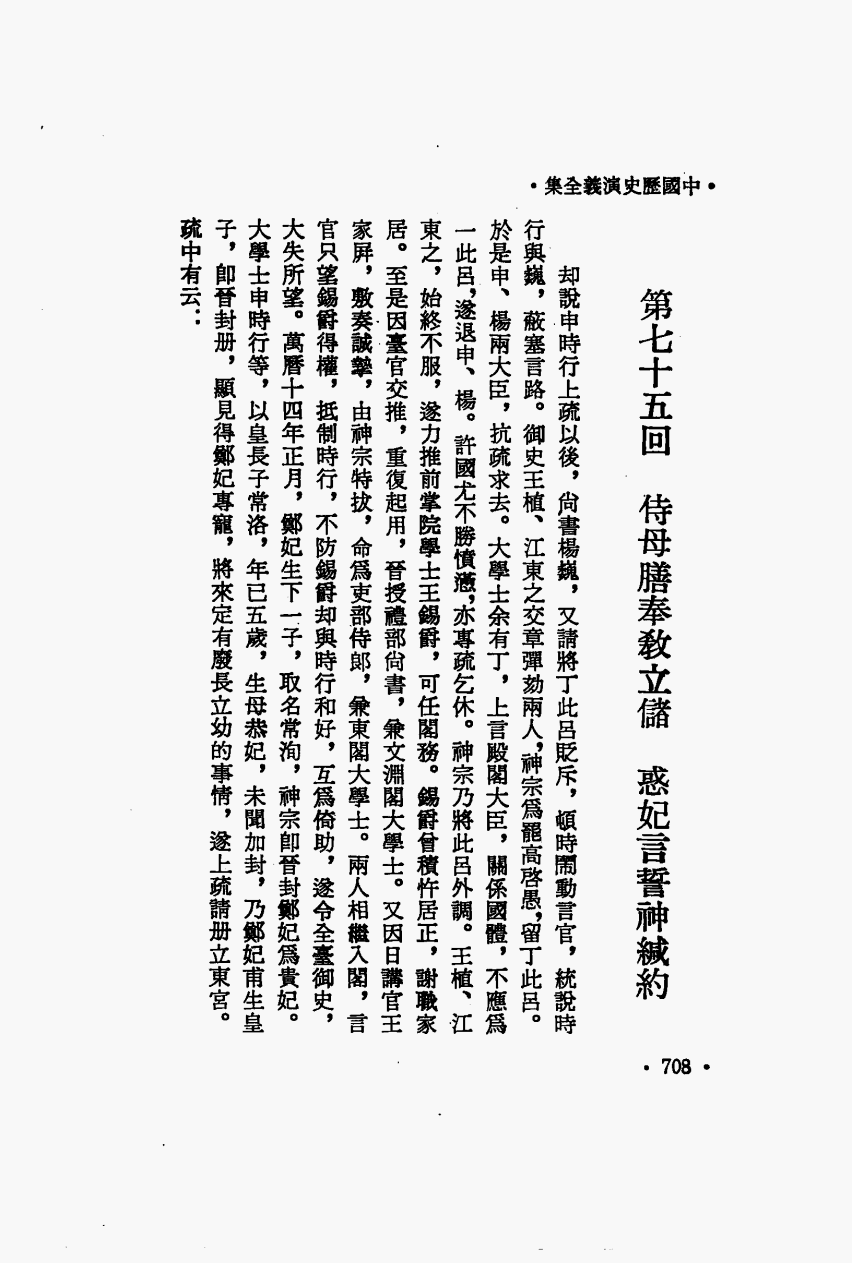 •中國歷史演義全集•
第七十五回　侍母膳奉敎立儲　惑妃言誓神緘約
却說申時行上疏以後，尙書楊巍，又請將丁此呂貶斥，頓時鬧動言官，統說時
行與巍，蔽塞言路。御史王植、江東之交章彈劾兩人，神宗爲罷高啓愚，留丁此呂。
於是申、楊兩大臣，抗疏求去。大學士余有丁，上言殿閣大臣，關係國體，不應爲
一此呂，遂退申、楊。許國尤不勝憤懣，亦專疏乞休。神宗乃將此呂外調。王植、江
東之，始終不服，遂力推前掌院學士王錫爵，可任閣務。錫爵曾積忤居正，謝職家
居。至是因臺官交推，重復起用，晉授禮部尙書，兼文淵閣大學士。又因日講官王
家屛，敷奏誠摯，由神宗特拔，命爲吏部侍郞，兼東閣大學士。兩人相繼入閣，言
官只望錫爵得權，抵制時行，不防錫爵却與時行和好，互爲倚助，遂令全臺御史，
大失所望。萬曆十四年正月，鄭妃生下一子，取名常洵，神宗卽晉封鄭妃爲貴妃。
大學士申時行等，以皇長子常洛，年已五歲，生母恭妃，未聞加封，乃鄭妃甫生皇
子，卽晉封册，顯見得鄭妃專寵，將來定有廢長立幼的事情，遂上疏請册立東宮。
疏中有云：
•708•